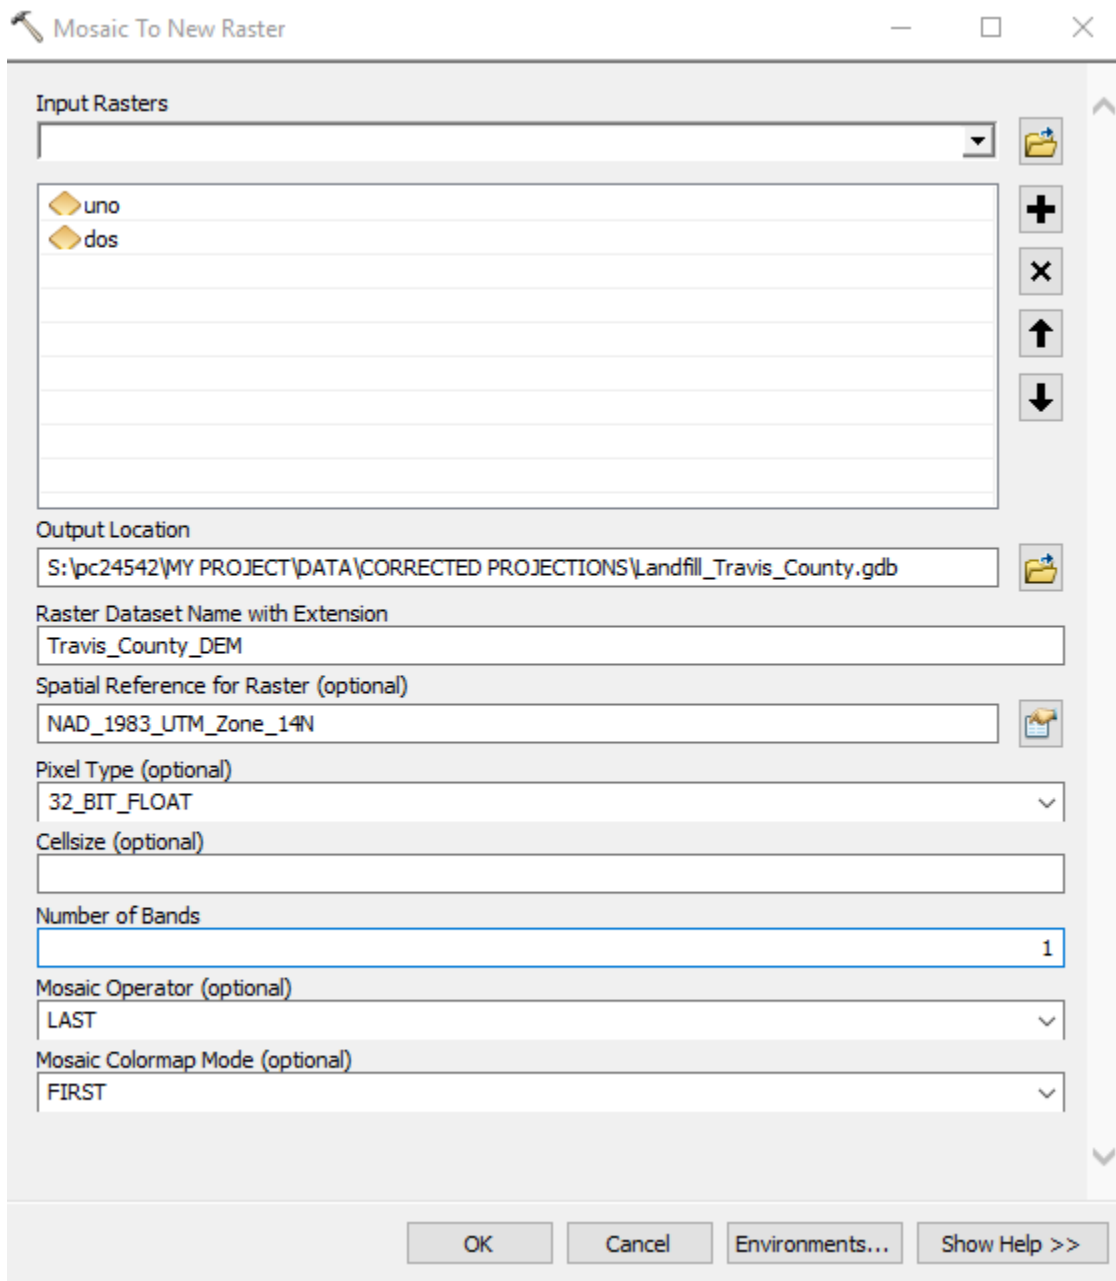 Mosaic To New Raster
Input Rasters
uno
dos
Output Location
S:\pc24542\MY PROJECT\DATA\CORRECTED PROJECTIONS\Landfill_Travis_County.gdb
Raster Dataset Name with Extension
Travis_County_DEM
Spatial Reference for Raster (optional)
NAD_1983_UTM_Zone_14N
Pixel Type (optional)
32_BIT_FLOAT
Cellsize (optional)
Number of Bands
1
Mosaic Operator (optional)
LAST
Mosaic Colormap Mode (optional)
FIRST
OK Cancel Environments... Show Help >>